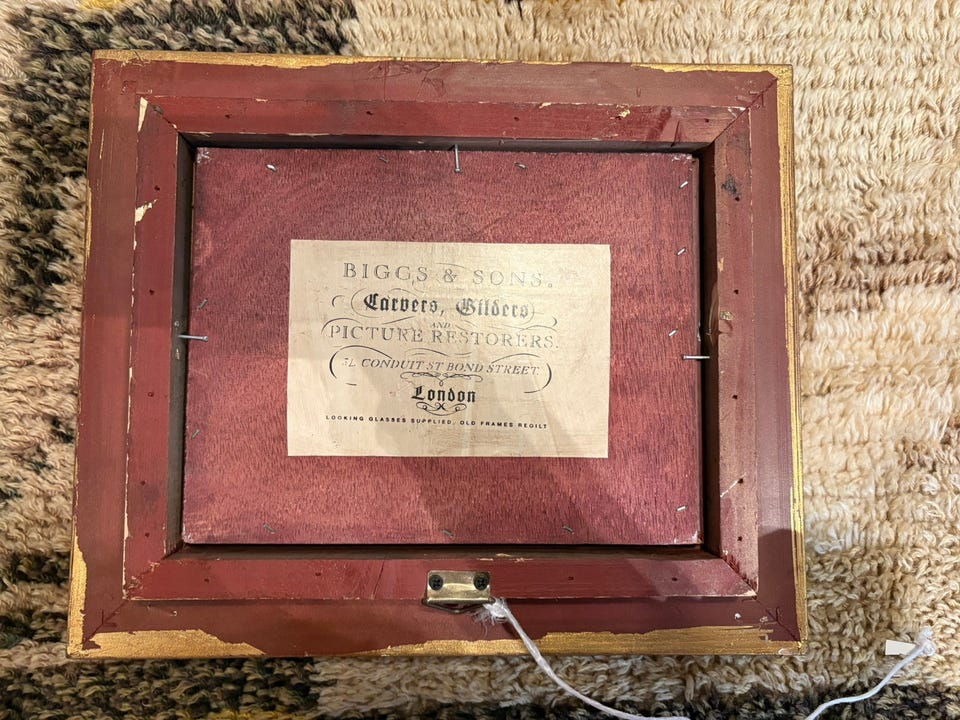 BIGGS & SONS.
Carvers, Gilders
AND
PICTURE RESTORERS.
CONDUIT ST BOND STREET.
London
LOOKING GLASSES SUPPLIED, OLD FRAMES REGILT